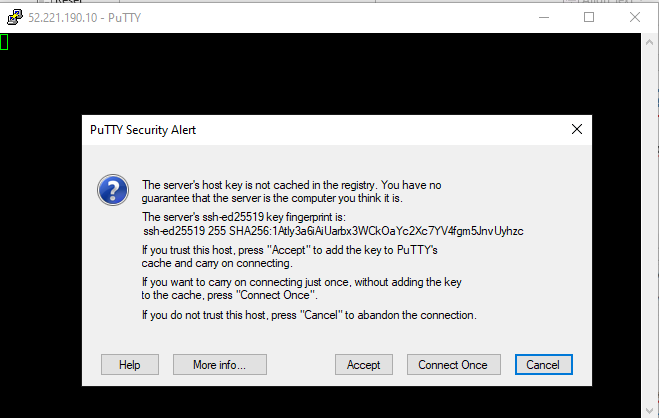 52.221.190.10 - PuTTY
PuTTY Security Alert
The server's host key is not cached in the registry. You have no
guarantee that the server is the computer you think it is.
The server's ssh-ed25519 key fingerprint is:
ssh-ed25519 255 SHA256:1Atly3a6iAiUarbx3WCkOaYc2Xc7YV4fgm5JnvUyhzc
If you trust this host, press "Accept" to add the key to PuTTY's
cache and carry on connecting.
If you want to carry on connecting just once, without adding the key
to the cache, press "Connect Once".
If you do not trust this host, press "Cancel" to abandon the connection.
Help More info... Accept Connect Once Cancel